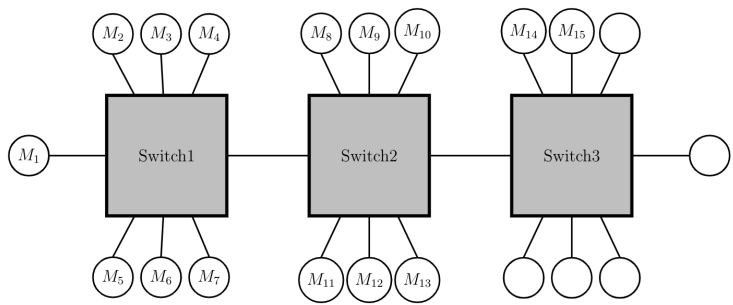 M₂ M₃ M₄ M₈ M₉ M₁₀ M₁₄ M₁₅
M₁ Switch1 Switch2 Switch3
M₅ M₆ M₇ M₁₁ M₁₂ M₁₃